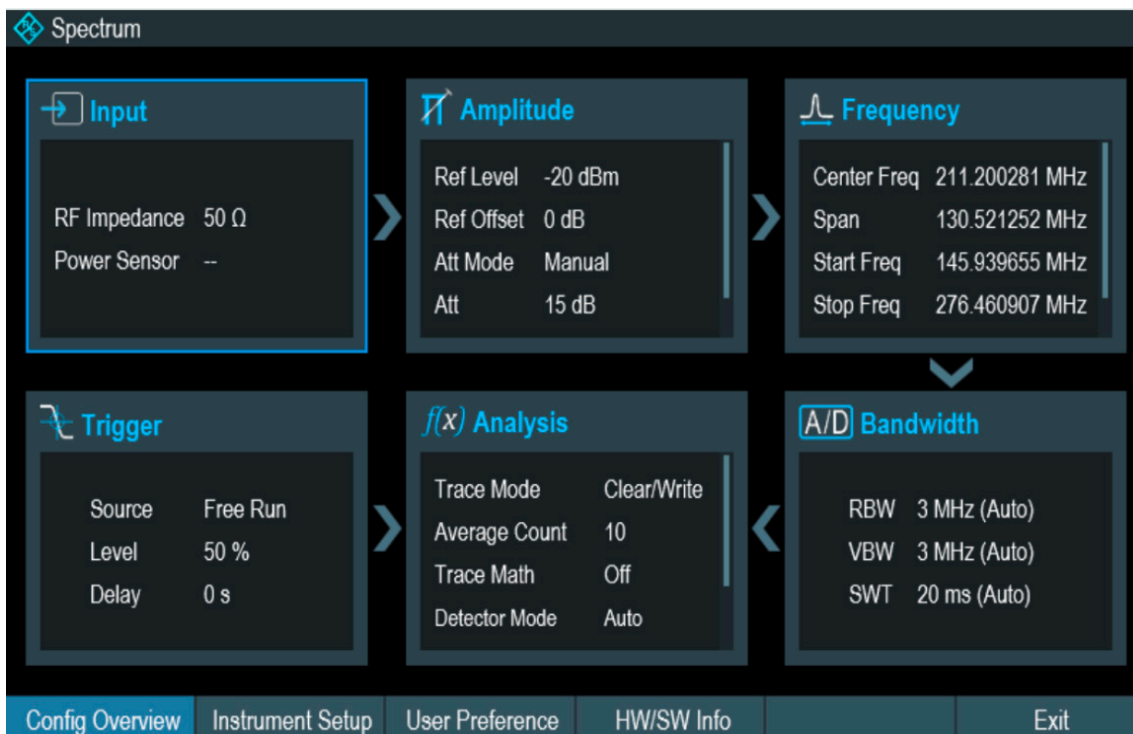 Spectrum
Input
RF Impedance 50 Ω
Power Sensor --
Amplitude
Ref Level -20 dBm
Ref Offset 0 dB
Att Mode Manual
Att 15 dB
Frequency
Center Freq 211.200281 MHz
Span 130.521252 MHz
Start Freq 145.939655 MHz
Stop Freq 276.460907 MHz
Trigger
Source Free Run
Level 50 %
Delay 0 s
f(x) Analysis
Trace Mode Clear/Write
Average Count 10
Trace Math Off
Detector Mode Auto
A/D Bandwidth
RBW 3 MHz (Auto)
VBW 3 MHz (Auto)
SWT 20 ms (Auto)
Config Overview Instrument Setup User Preference HW/SW Info Exit